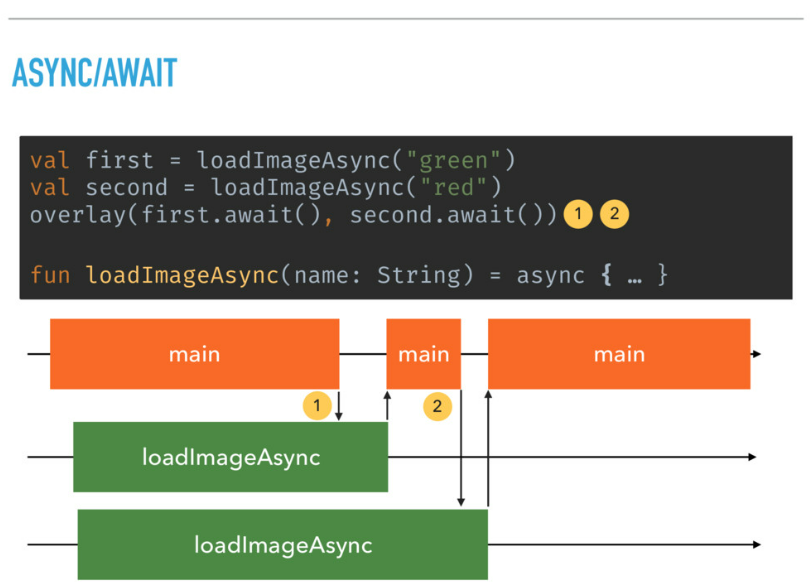 ASYNC/AWAIT
val first = loadImageAsync("green")
val second = loadImageAsync("red")
overlay(first.await(), second.await()) 1 2
fun loadImageAsync(name: String) = async { … }
main main main
1 2
loadImageAsync
loadImageAsync